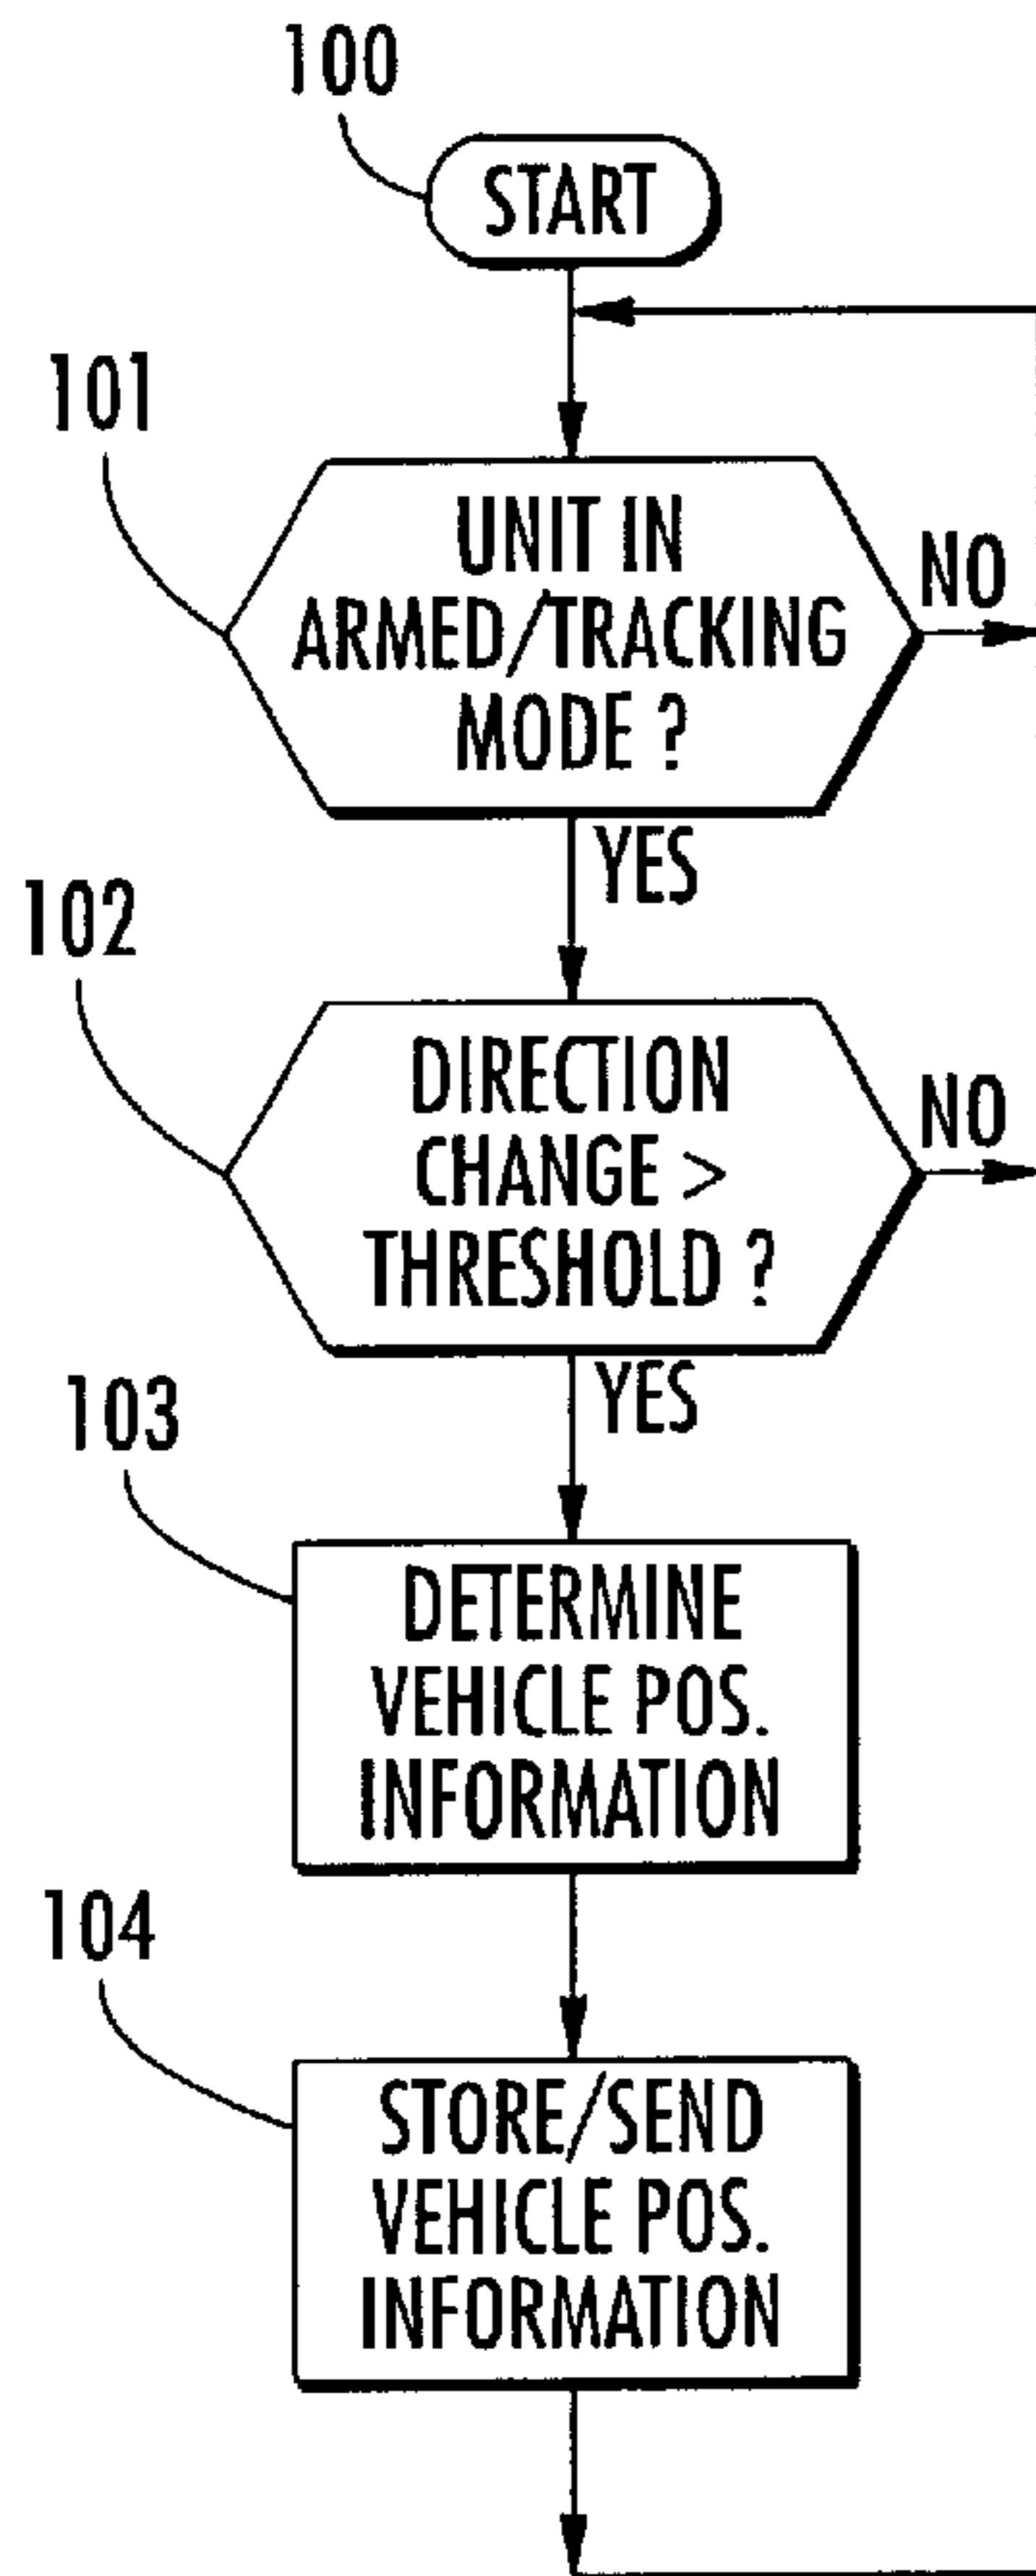 100
START
101
UNIT IN
ARMED/TRACKING
MODE ?
NO
YES
102
DIRECTION
CHANGE >
THRESHOLD ?
NO
YES
103
DETERMINE
VEHICLE POS.
INFORMATION
104
STORE/SEND
VEHICLE POS.
INFORMATION